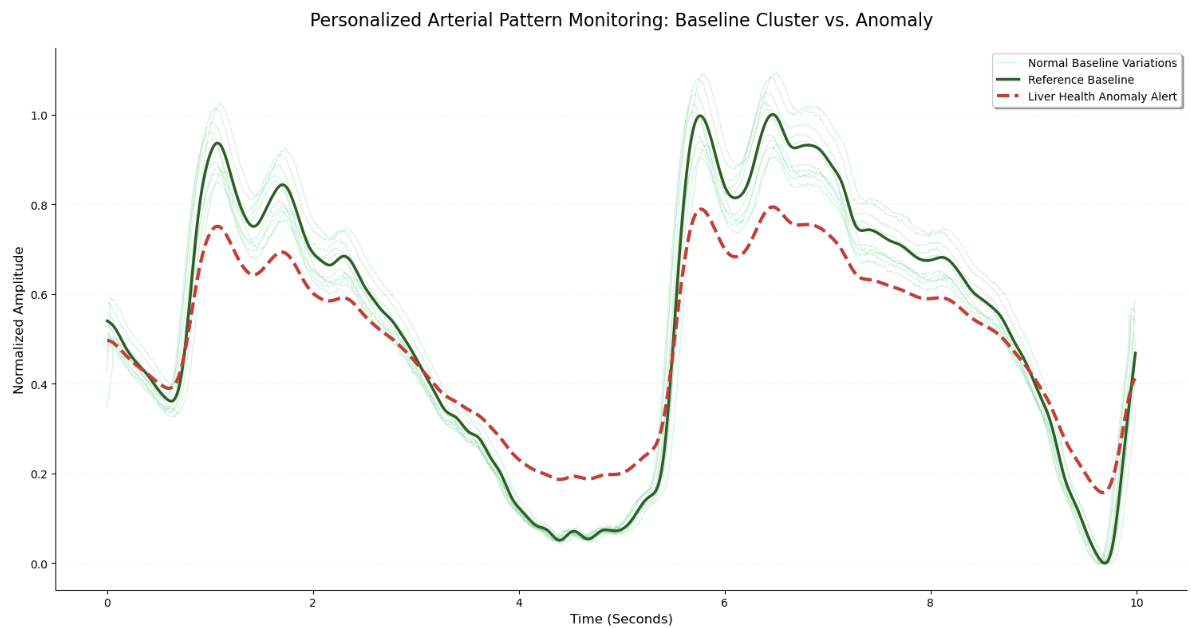 Personalized Arterial Pattern Monitoring: Baseline Cluster vs. Anomaly
Normal Baseline Variations
Reference Baseline
Liver Health Anomaly Alert
Normalized Amplitude
1.0
0.8
0.6
0.4
0.2
0.0
0 2 4 6 8 10
Time (Seconds)